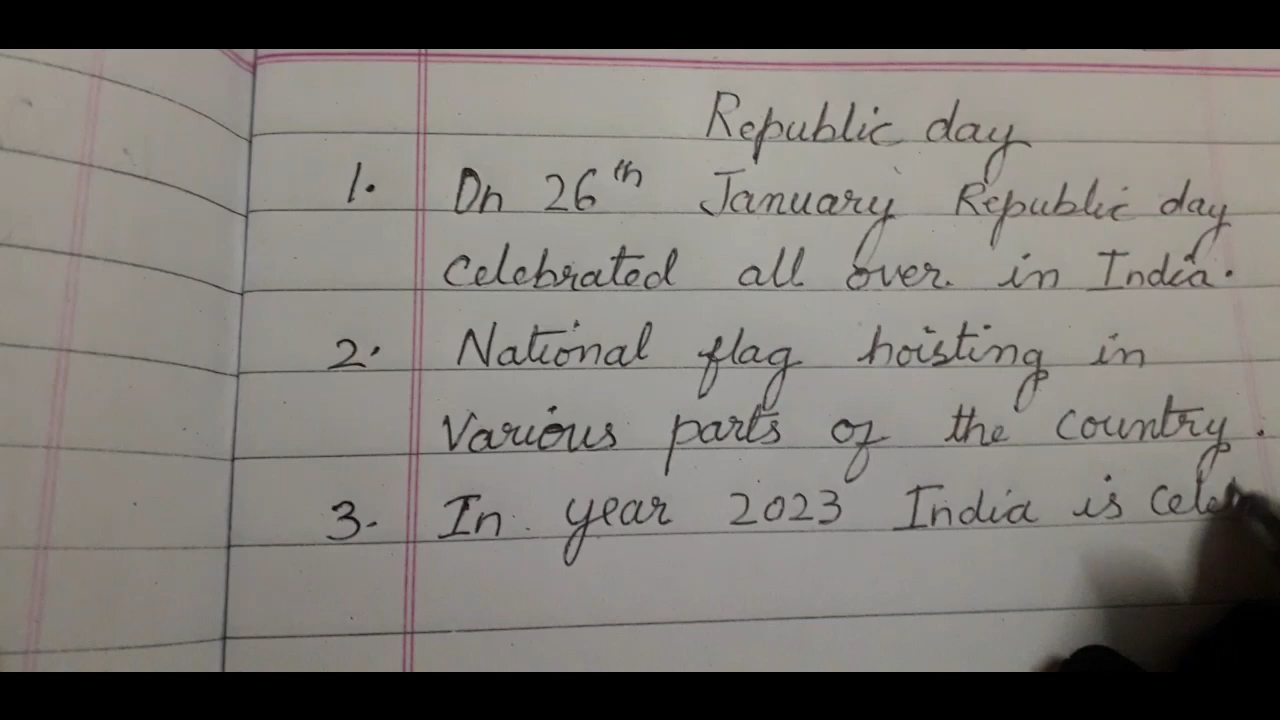 Republic day
1. On 26th January Republic day
celebrated all over in India.
2. National flag hoisting in
various parts of the country.
3. In year 2023 India is